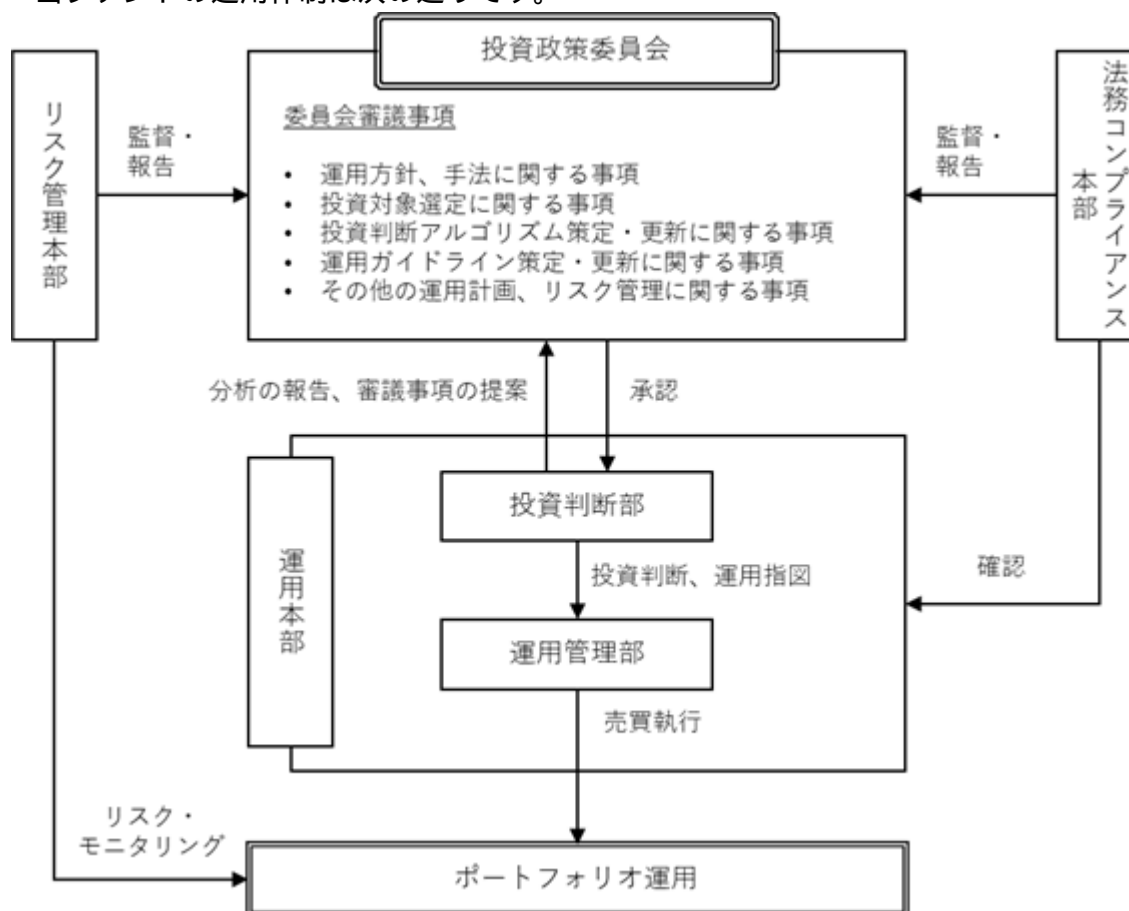 当ファンドの運用体制は次の通りです。
投資政策委員会
リスク管理本部
監督・
報告
委員会審議事項
• 運用方針、手法に関する事項
• 投資対象選定に関する事項
• 投資判断アルゴリズム策定・更新に関する事項
• 運用ガイドライン策定・更新に関する事項
• その他の運用計画、リスク管理に関する事項
監督・
報告
法務コンプライアンス
本部
分析の報告、審議事項の提案
承認
運用本部
投資判断部
投資判断、運用指図
確認
運用管理部
売買執行
リスク・
モニタリング
ポートフォリオ運用